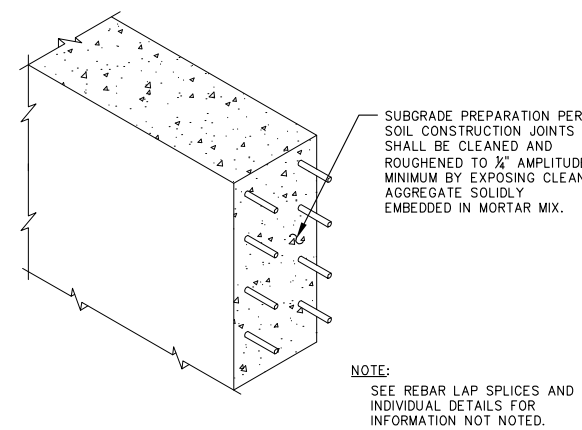 SUBGRADE PREPARATION PER
SOIL CONSTRUCTION JOINTS
SHALL BE CLEANED AND
ROUGHENED TO ¼" AMPLITUDE
MINIMUM BY EXPOSING CLEAN
AGGREGATE SOLIDLY
EMBEDDED IN MORTAR MIX.
NOTE:
SEE REBAR LAP SPLICES AND
INDIVIDUAL DETAILS FOR
INFORMATION NOT NOTED.